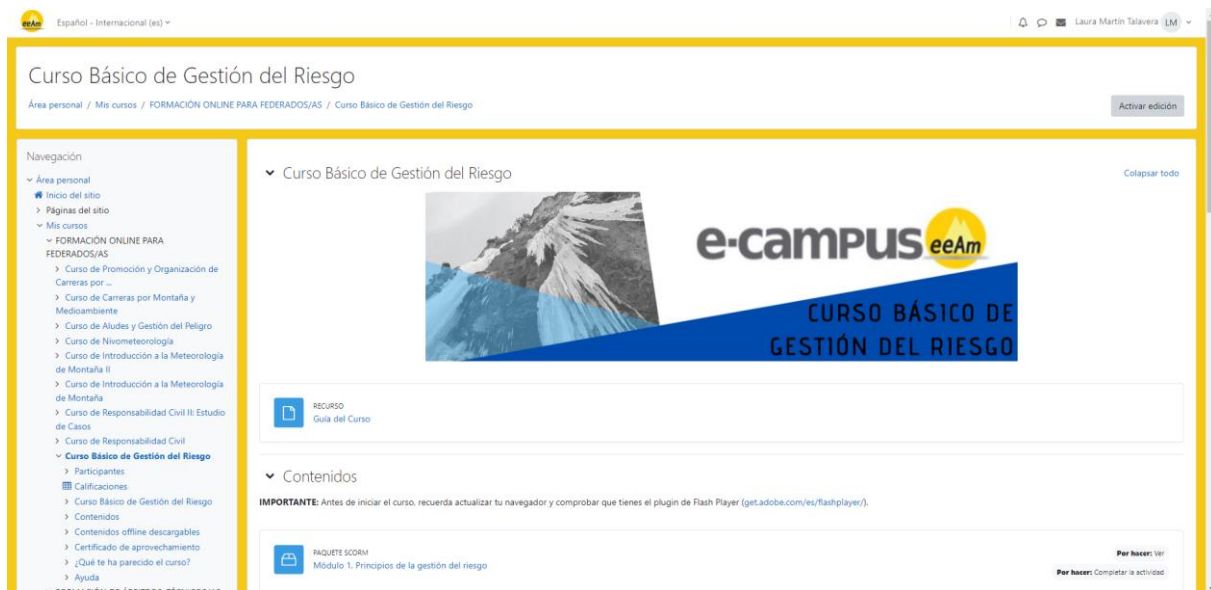 eeAm
Español - Internacional (es)
Laura Martín Talavera
LM
Curso Básico de Gestión del Riesgo
Área personal / Mis cursos / FORMACIÓN ONLINE PARA FEDERADOS/AS / Curso Básico de Gestión del Riesgo
Activar edición
Navegación
Área personal
Inicio del sitio
Páginas del sitio
Mis cursos
FORMACIÓN ONLINE PARA
FEDERADOS/AS
Curso de Promoción y Organización de
Carreras por ...
Curso de Carreras por Montaña y
Medioambiente
Curso de Aludes y Gestión del Peligro
Curso de Nivometeorología
Curso de Introducción a la Meteorología
de Montaña II
Curso de Introducción a la Meteorología
de Montaña
Curso de Responsabilidad Civil II: Estudio
de Casos
Curso de Responsabilidad Civil
Curso Básico de Gestión del Riesgo
Participantes
Calificaciones
Curso Básico de Gestión del Riesgo
Contenidos
Contenidos offline descargables
Certificado de aprovechamiento
¿Qué te ha parecido el curso?
Ayuda
Curso Básico de Gestión del Riesgo
Colapsar todo
e-campus eeAm
CURSO BÁSICO DE
GESTIÓN DEL RIESGO
RECURSO
Guía del Curso
Contenidos
IMPORTANTE: Antes de iniciar el curso, recuerda actualizar tu navegador y comprobar que tienes el plugin de Flash Player (get.adobe.com/es/flashplayer/).
PAQUETE SCORM
Módulo 1. Principios de la gestión del riesgo
Por hacer: Ver
Por hacer: Completar la actividad